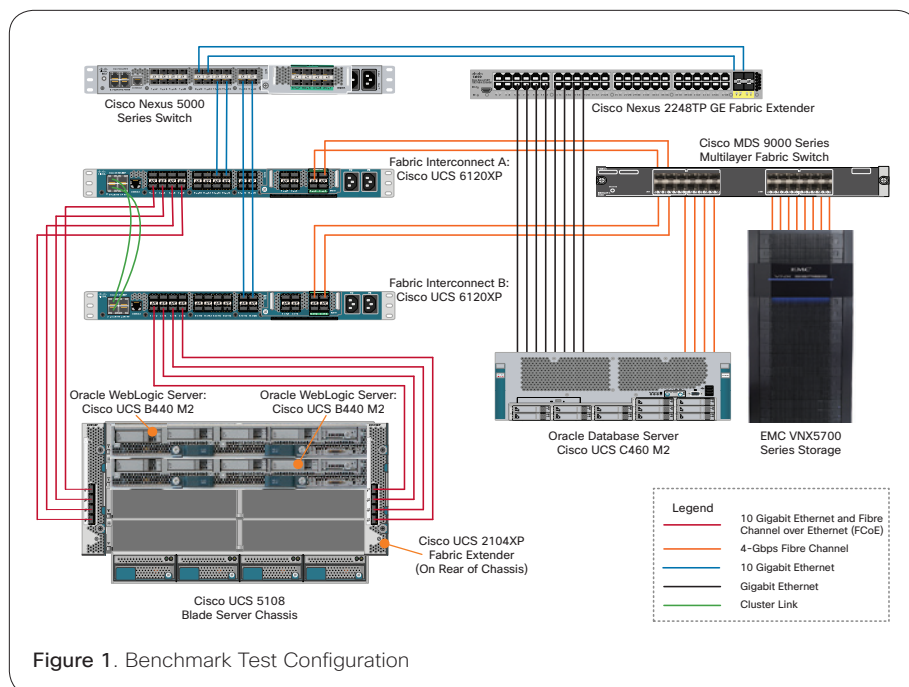 Cisco Nexus 5000
Series Switch
Cisco Nexus 2248TP GE Fabric Extender
Cisco MDS 9000 Series
Multilayer Fabric Switch
Fabric Interconnect A:
Cisco UCS 6120XP
Fabric Interconnect B:
Cisco UCS 6120XP
EMC
Oracle WebLogic Server:
Cisco UCS B440 M2
Oracle WebLogic Server:
Cisco UCS B440 M2
Oracle Database Server
Cisco UCS C460 M2
EMC VNX5700
Series Storage
Cisco UCS 2104XP
Fabric Extender
(On Rear of Chassis)
Cisco UCS 5108
Blade Server Chassis
Legend
10 Gigabit Ethernet and Fibre
Channel over Ethernet (FCoE)
4-Gbps Fibre Channel
10 Gigabit Ethernet
Gigabit Ethernet
Cluster Link
Figure 1. Benchmark Test Configuration